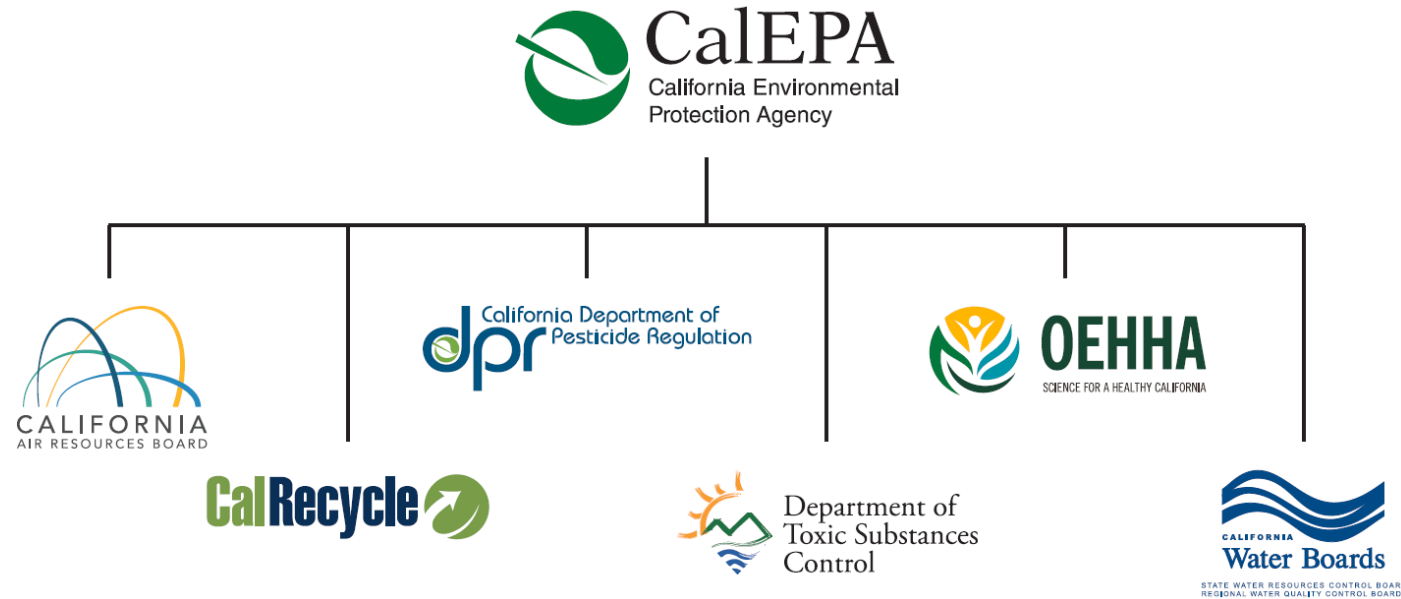 CalEPA
California Environmental
Protection Agency
CALIFORNIA
AIR RESOURCES BOARD
CalRecycle
dpr
California Department of
Pesticide Regulation
Department of
Toxic Substances
Control
OEHHA
SCIENCE FOR A HEALTHY CALIFORNIA
CALIFORNIA
Water Boards
STATE WATER RESOURCES CONTROL BOAR
REGIONAL WATER QUALITY CONTROL BOARD